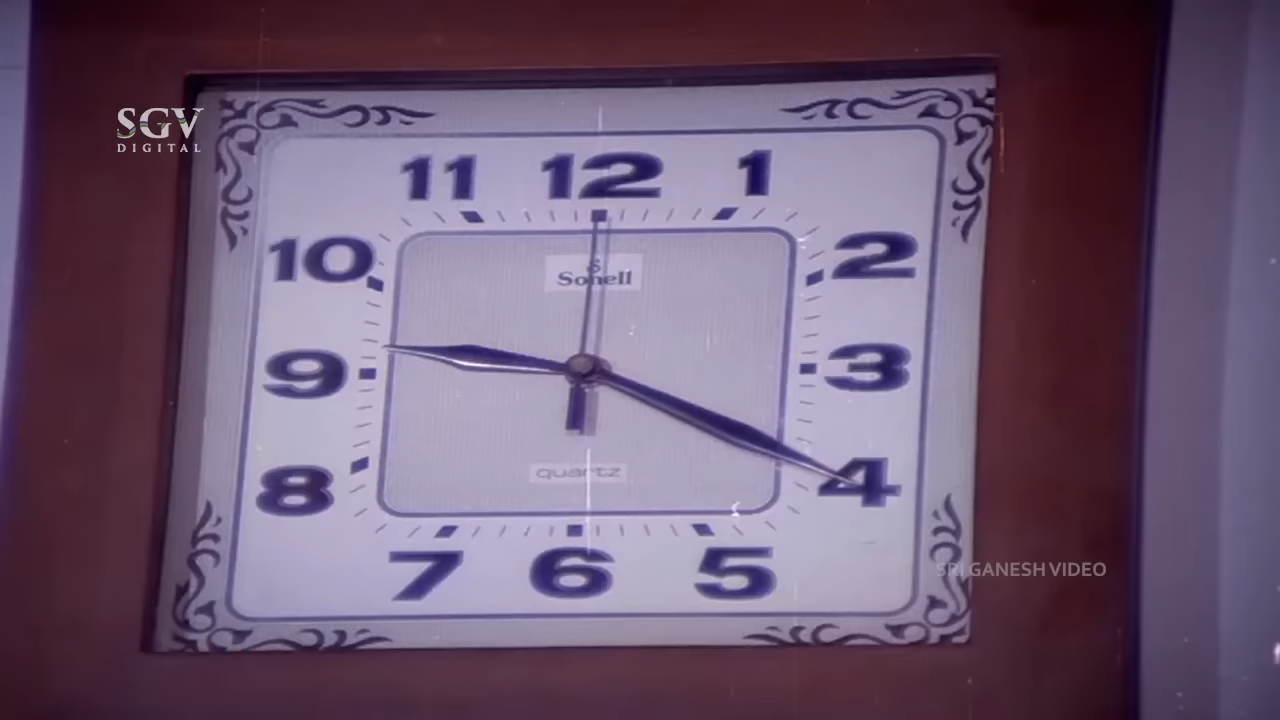 SGV
DIGITAL
11 12 1
10 2
Sonell
9 3
quartz
8 4
7 6 5
SRI GANESH VIDEO